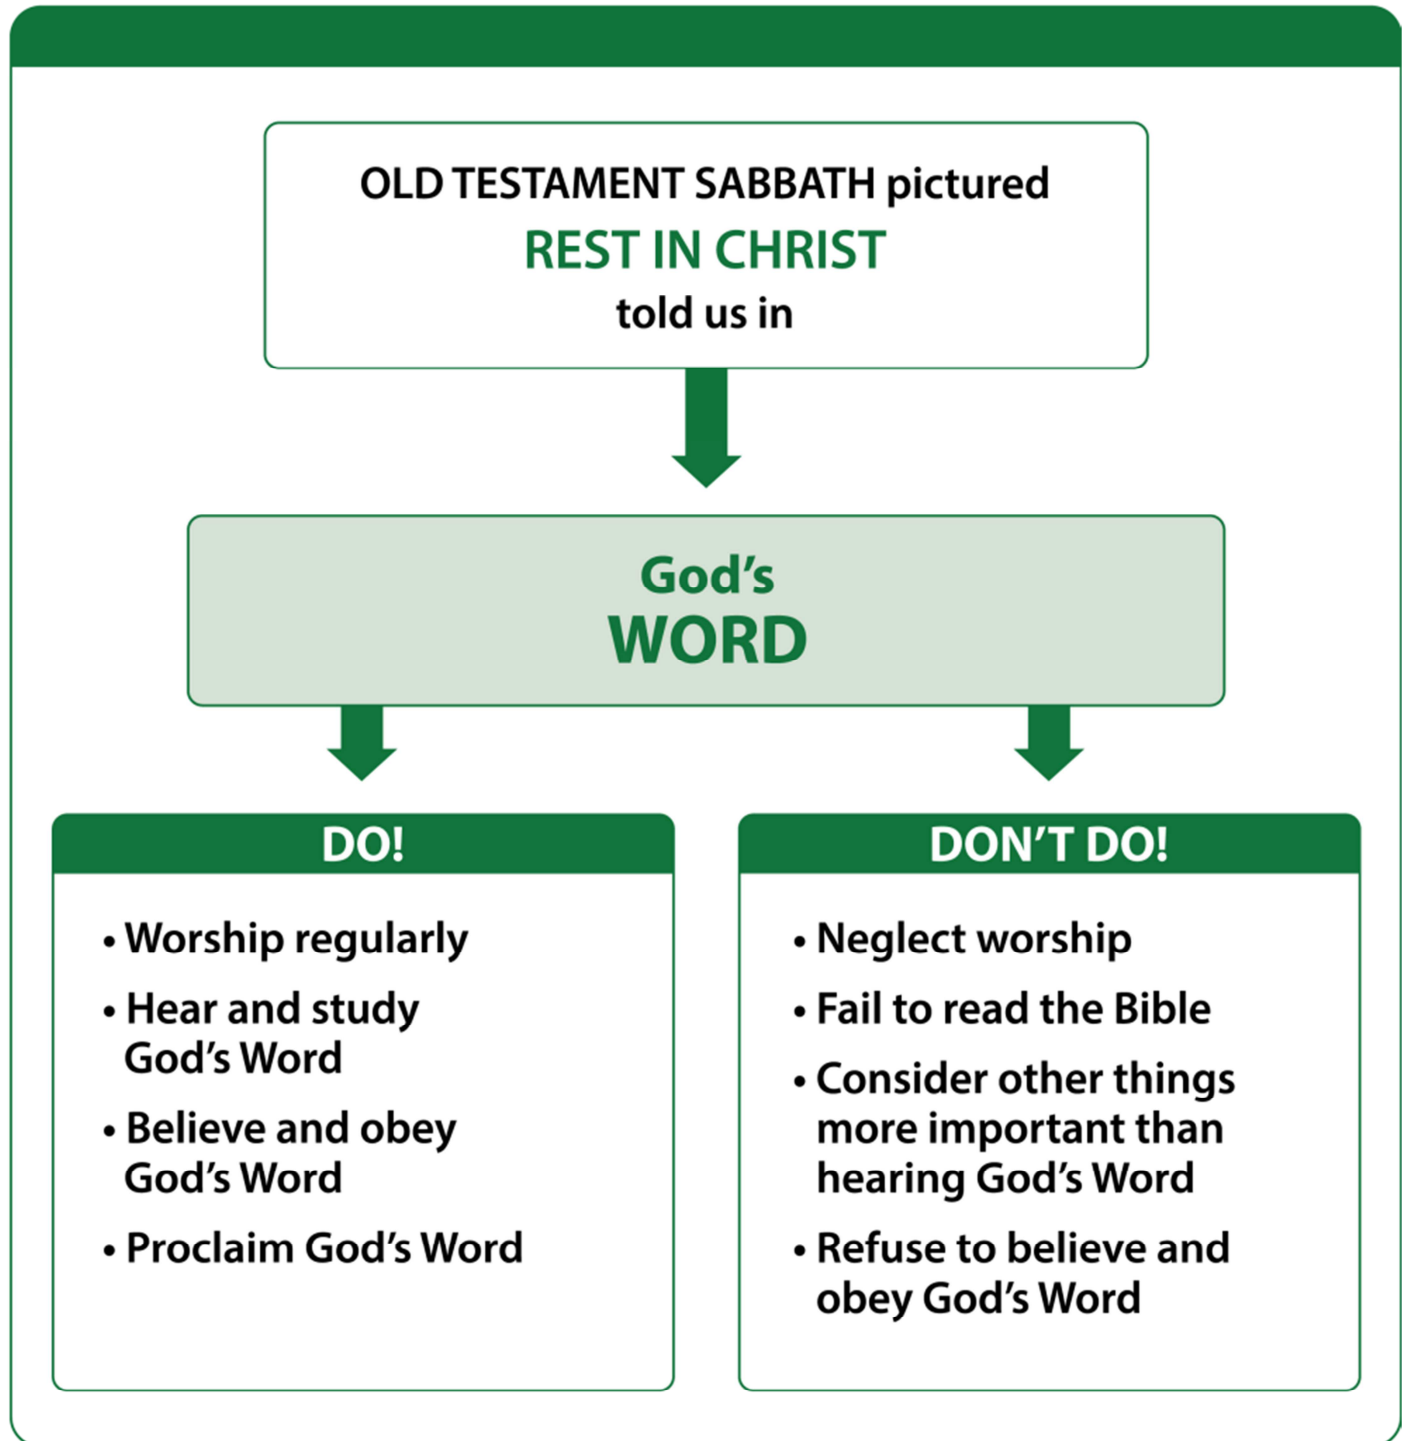 OLD TESTAMENT SABBATH pictured
REST IN CHRIST
told us in
God’s
WORD
DO!
• Worship regularly
• Hear and study
God’s Word
• Believe and obey
God’s Word
• Proclaim God’s Word
DON’T DO!
• Neglect worship
• Fail to read the Bible
• Consider other things
more important than
hearing God’s Word
• Refuse to believe and
obey God’s Word